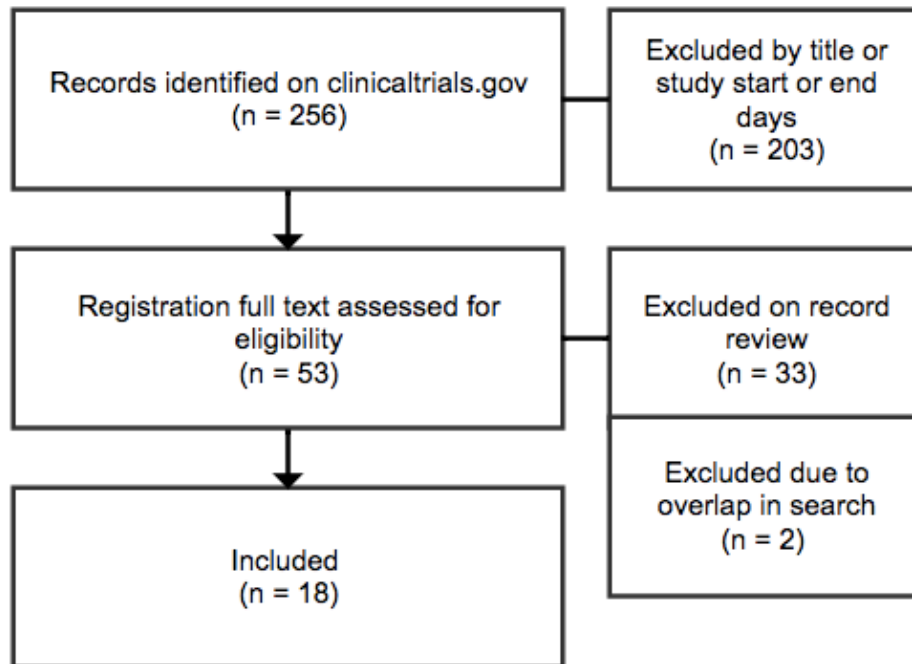 Records identified on clinicaltrials.gov
(n = 256)
Excluded by title or
study start or end
days
(n = 203)
Registration full text assessed for
eligibility
(n = 53)
Excluded on record
review
(n = 33)
Excluded due to
overlap in search
(n = 2)
Included
(n = 18)